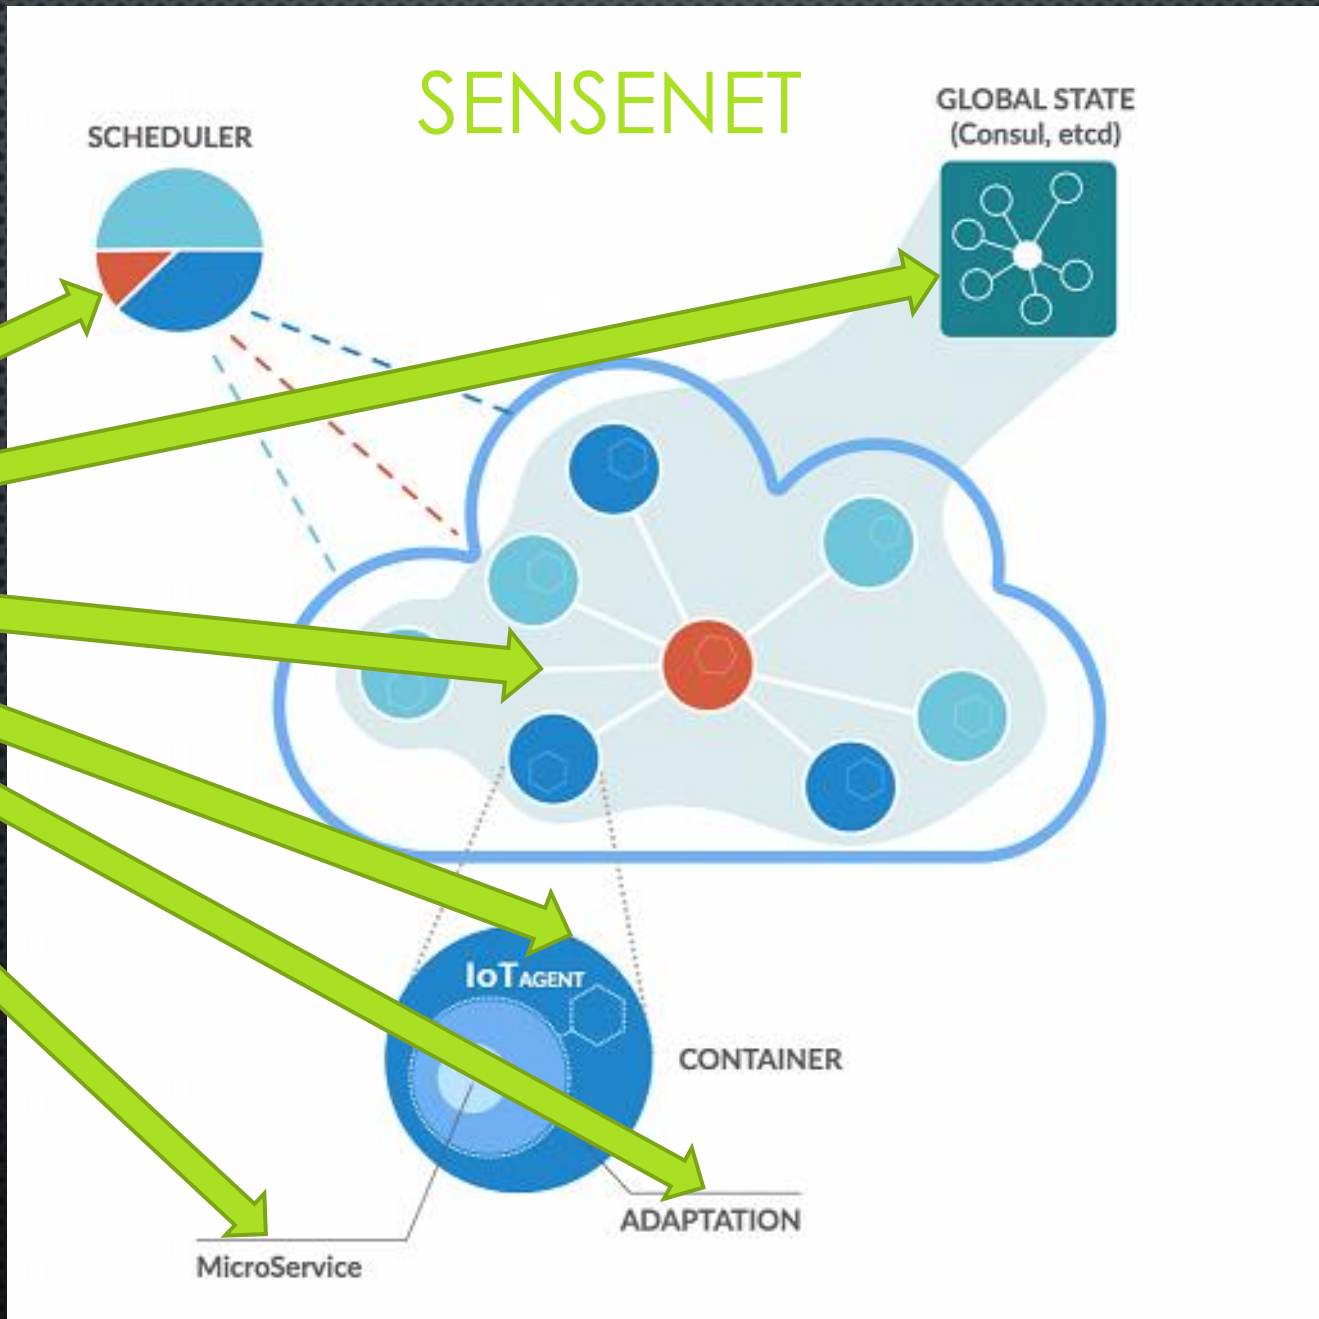 SENSENET
SCHEDULER
GLOBAL STATE
(Consul, etcd)
IoT AGENT
CONTAINER
ADAPTATION
MicroService